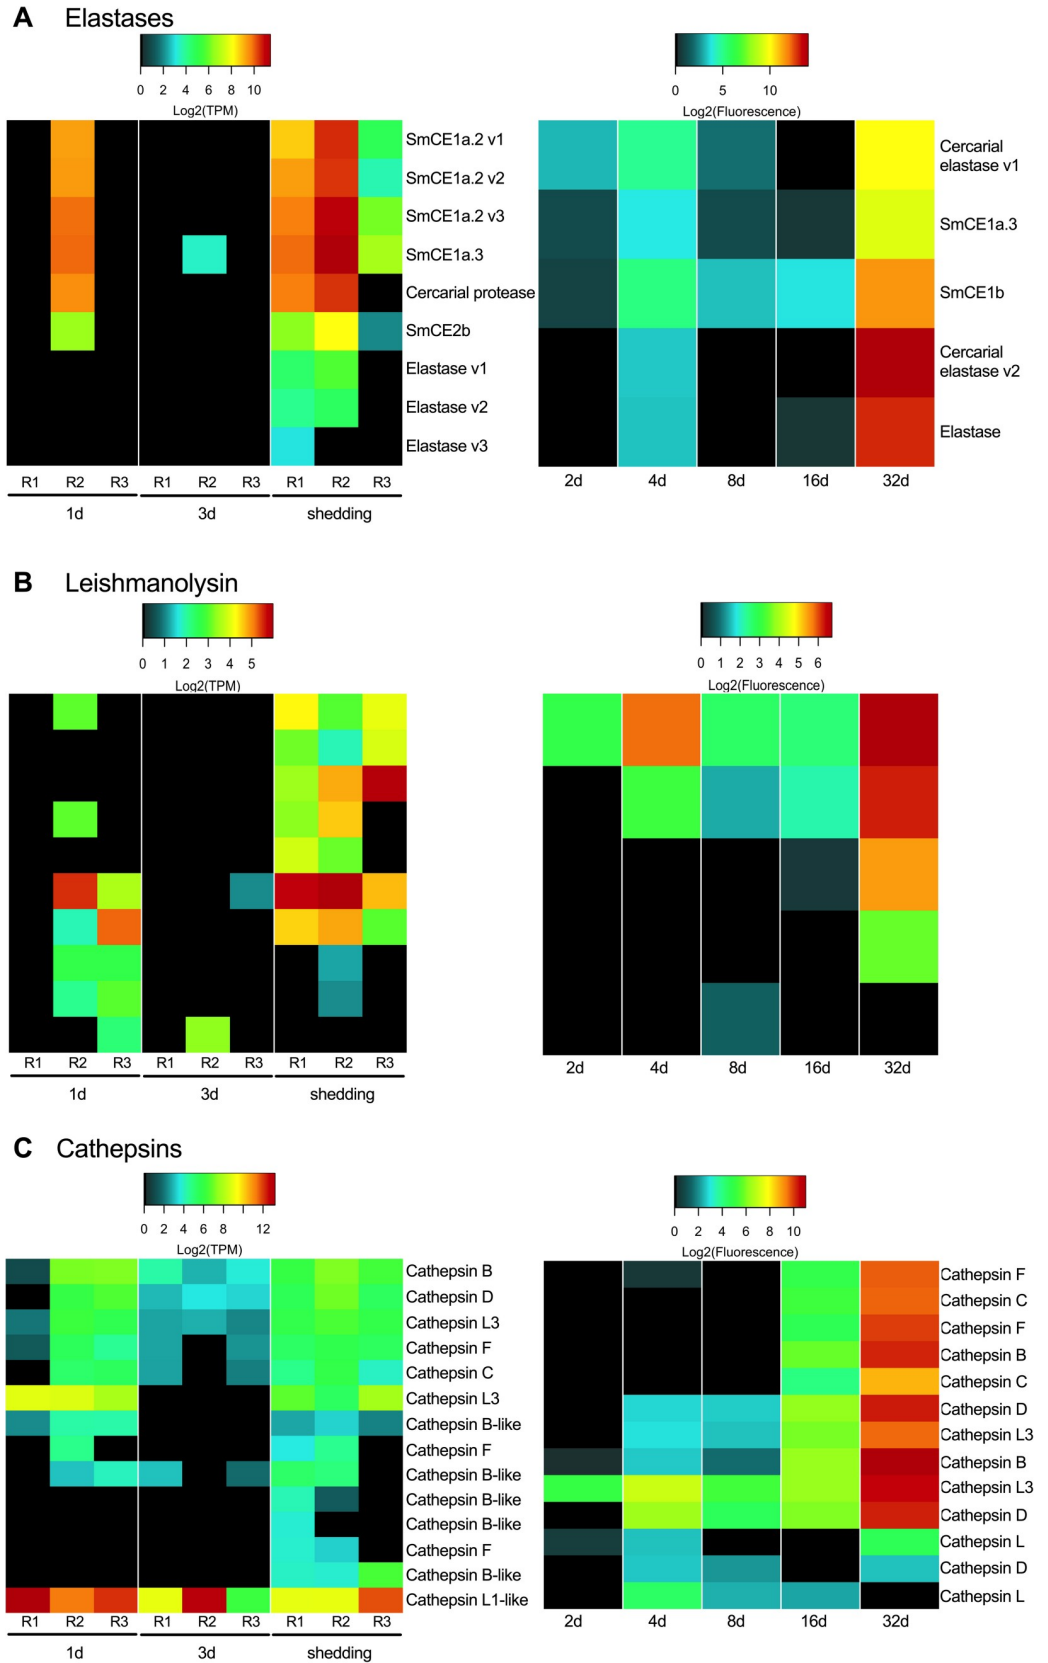 A Elastases
0 2 4 6 8 10
Log2(TPM)
0 5 10
Log2(Fluorescence)
SmCE1a.2 v1
SmCE1a.2 v2
SmCE1a.2 v3
SmCE1a.3
Cercarial protease
SmCE2b
Elastase v1
Elastase v2
Elastase v3
R1 R2 R3 R1 R2 R3 R1 R2 R3
1d 3d shedding
Cercarial
elastase v1
SmCE1a.3
SmCE1b
Cercarial
elastase v2
Elastase
2d 4d 8d 16d 32d
B Leishmanolysin
0 1 2 3 4 5
Log2(TPM)
0 1 2 3 4 5 6
Log2(Fluorescence)
R1 R2 R3 R1 R2 R3 R1 R2 R3
1d 3d shedding
2d 4d 8d 16d 32d
C Cathepsins
0 2 4 6 8 12
Log2(TPM)
0 2 4 6 8 10
Log2(Fluorescence)
Cathepsin B
Cathepsin D
Cathepsin L3
Cathepsin F
Cathepsin C
Cathepsin L3
Cathepsin B-like
Cathepsin F
Cathepsin B-like
Cathepsin B-like
Cathepsin B-like
Cathepsin F
Cathepsin B-like
Cathepsin L1-like
R1 R2 R3 R1 R2 R3 R1 R2 R3
1d 3d shedding
Cathepsin F
Cathepsin C
Cathepsin F
Cathepsin B
Cathepsin C
Cathepsin D
Cathepsin L3
Cathepsin B
Cathepsin L3
Cathepsin D
Cathepsin L
Cathepsin D
Cathepsin L
2d 4d 8d 16d 32d